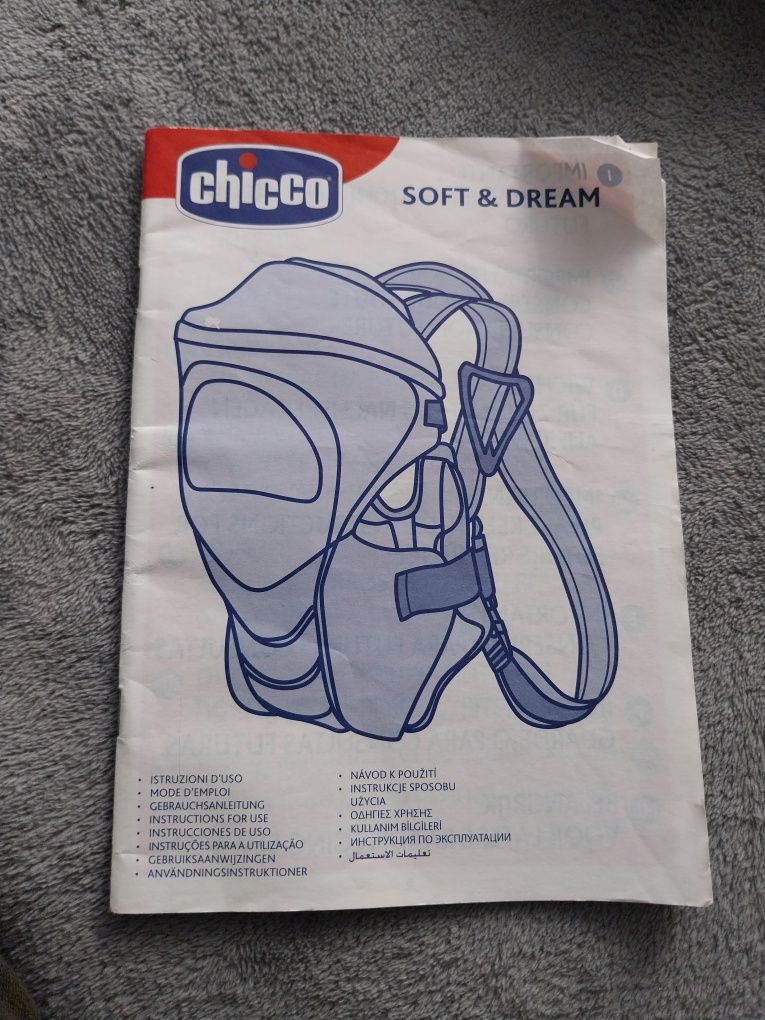 chicco
SOFT & DREAM
• ISTRUZIONI D'USO
• MODE D'EMPLOI
• GEBRAUCHSANLEITUNG
• INSTRUCTIONS FOR USE
• INSTRUCCIONES DE USO
• INSTRUÇÕES PARA A UTILIZAÇÃO
• GEBRUIKSAANWIJZINGEN
• ANVÄNDNINGSINSTRUKTIONER
• NÁVOD K POUŽITÍ
• INSTRUKCJE SPOSOBU
UŻYCIA
• ΟΔΗΓΙΕΣ ΧΡΗΣΗΣ
• KULLANIM BİLGİLERİ
• ИНСТРУКЦИЯ ПО ЭКСПЛУАТАЦИИ
• تعليمات الاستعمال